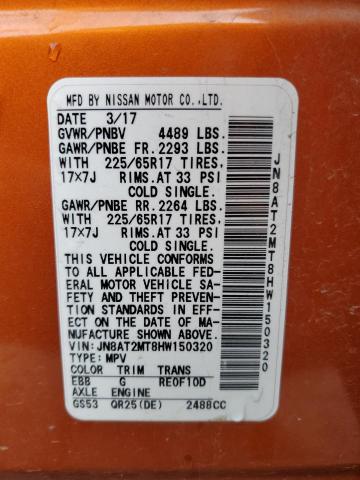 MFD BY NISSAN MOTOR CO.,LTD.
DATE 3/17
GVWR/PNBV 4489 LBS.
GAWR/PNBE FR. 2293 LBS.
WITH 225/65R17 TIRES,
17x7J RIMS.AT 33 PSI
COLD SINGLE.
GAWR/PNBE RR. 2264 LBS.
WITH 225/65R17 TIRES,
17x7J RIMS.AT 33 PSI
COLD SINGLE.
THIS VEHICLE CONFORMS
TO ALL APPLICABLE FED-
ERAL MOTOR VEHICLE SA-
FETY AND THEFT PREVEN-
TION STANDARDS IN EFF-
ECT ON THE DATE OF MA-
NUFACTURE SHOWN ABOVE.
VIN:JN8AT2MT8HW150320
TYPE: MPV
COLOR TRIM TRANS
EBB G RE0F10D
AXLE ENGINE
GS53 QR25(DE) 2488CC
JN8AT2MT8HW150320